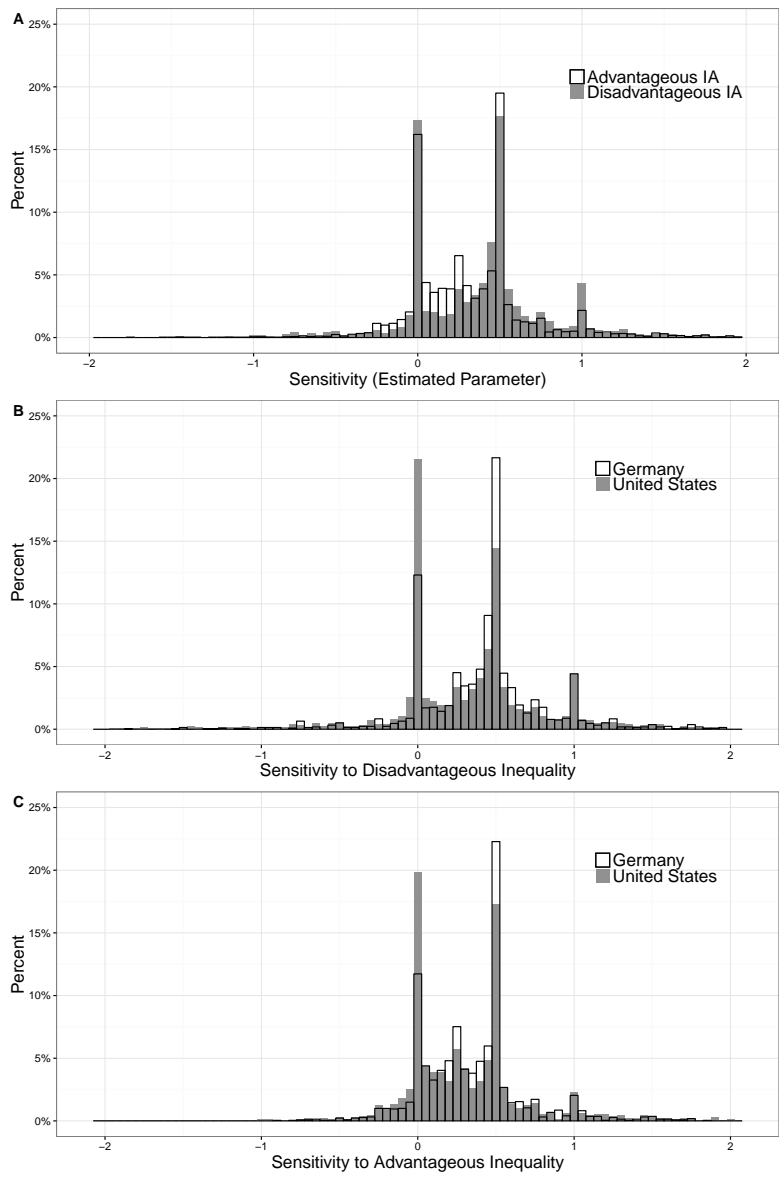 A
25%
20%
15%
10%
5%
0%
Percent
Advantageous IA
Disadvantageous IA
−2
−1
0
1
2
Sensitivity (Estimated Parameter)
B
25%
20%
15%
10%
5%
0%
Percent
Germany
United States
−2
−1
0
1
2
Sensitivity to Disadvantageous Inequality
C
25%
20%
15%
10%
5%
0%
Percent
Germany
United States
−2
−1
0
1
2
Sensitivity to Advantageous Inequality